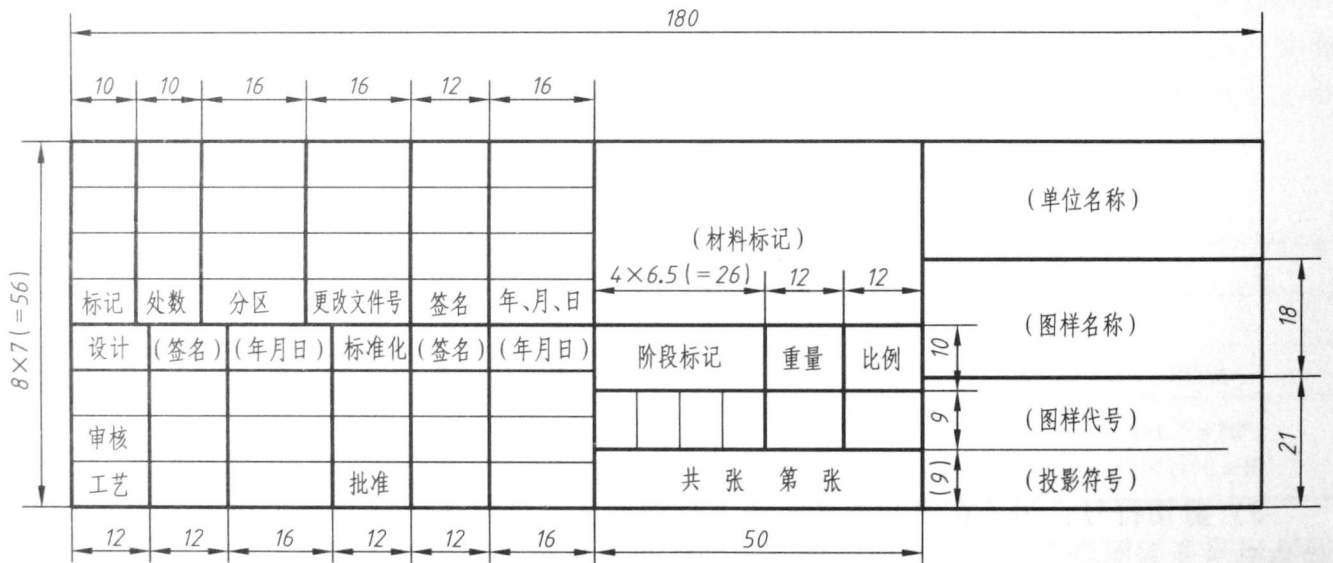 180
10 10 16 16 12 16
(单位名称)
(材料标记)
4×6.5(=26) 12 12
标记 处数 分区 更改文件号 签名 年、月、日
(图样名称)
18
8×7(=56)
设计 (签名) (年月日) 标准化 (签名) (年月日) 阶段标记 重量 比例 10
审核
9 (图样代号) 21
工艺 批准 共 张 第 张 (9) (投影符号)
12 12 16 12 12 16 50